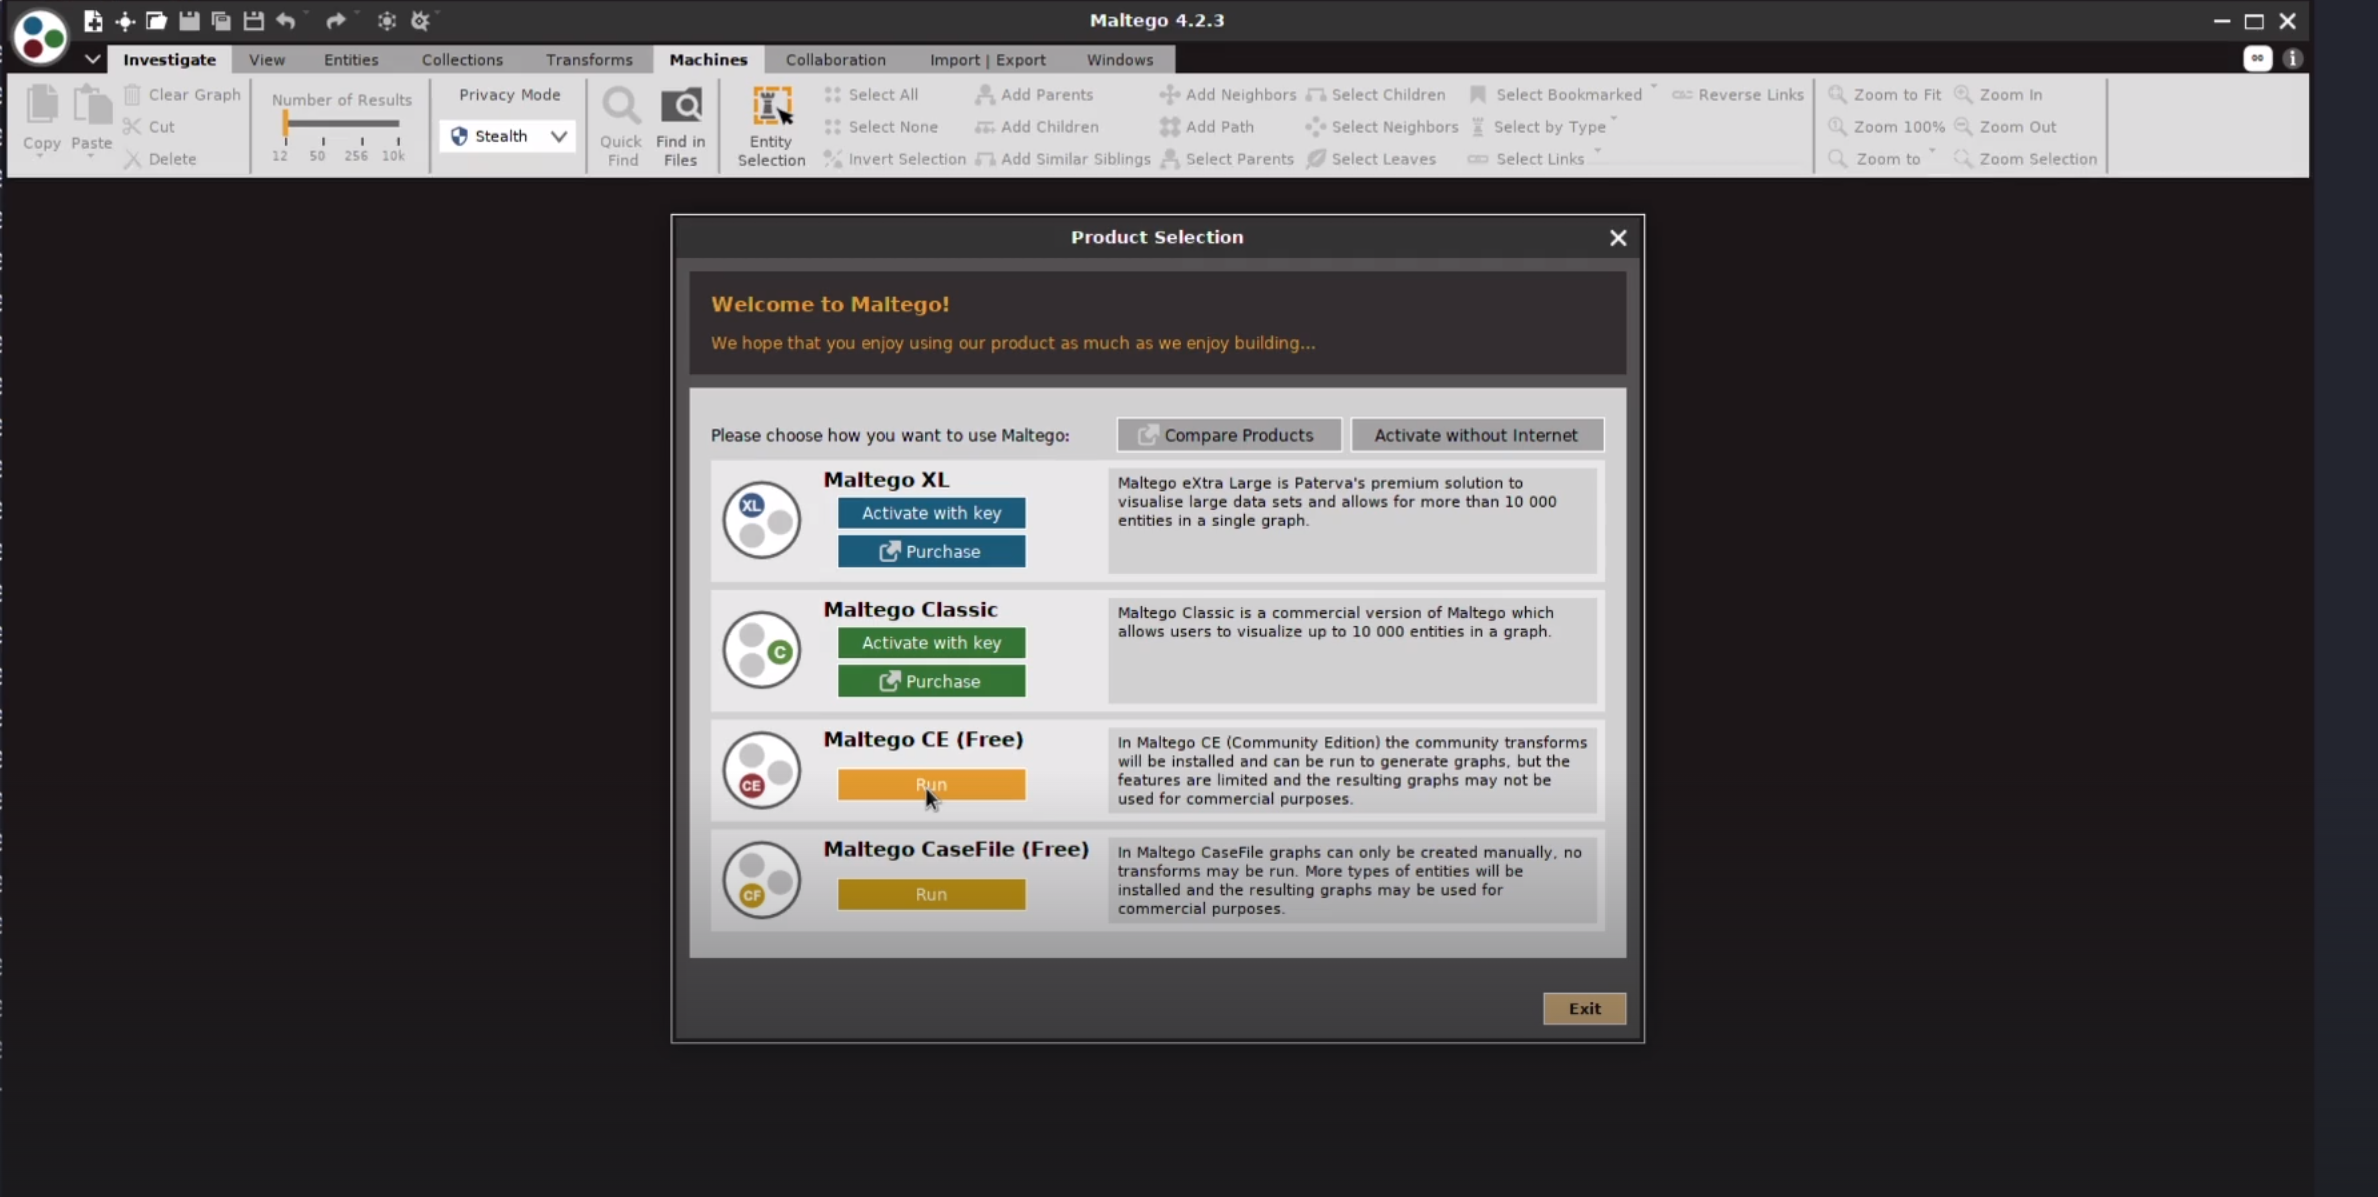 Maltego 4.2.3
Investigate View Entities Collections Transforms Machines Collaboration Import | Export Windows
Copy
Paste
Clear Graph
Cut
Delete
Number of Results
12 50 256 10k
Privacy Mode
Stealth
Quick
Find
Find in
Files
Entity
Selection
Select All
Select None
Invert Selection
Add Parents
Add Children
Add Similar Siblings
Add Neighbors
Add Path
Select Parents
Select Children
Select Neighbors
Select Leaves
Select Bookmarked
Select by Type
Select Links
Reverse Links
Zoom to Fit
Zoom 100%
Zoom to
Zoom In
Zoom Out
Zoom Selection
Product Selection
Welcome to Maltego!
We hope that you enjoy using our product as much as we enjoy building...
Please choose how you want to use Maltego:
Compare Products
Activate without Internet
XL
Maltego XL
Activate with key
Purchase
Maltego eXtra Large is Paterva's premium solution to
visualise large data sets and allows for more than 10 000
entities in a single graph.
C
Maltego Classic
Activate with key
Purchase
Maltego Classic is a commercial version of Maltego which
allows users to visualize up to 10 000 entities in a graph.
CE
Maltego CE (Free)
Run
In Maltego CE (Community Edition) the community transforms
will be installed and can be run to generate graphs, but the
features are limited and the resulting graphs may not be
used for commercial purposes.
CF
Maltego CaseFile (Free)
Run
In Maltego CaseFile graphs can only be created manually, no
transforms may be run. More types of entities will be
installed and the resulting graphs may be used for
commercial purposes.
Exit